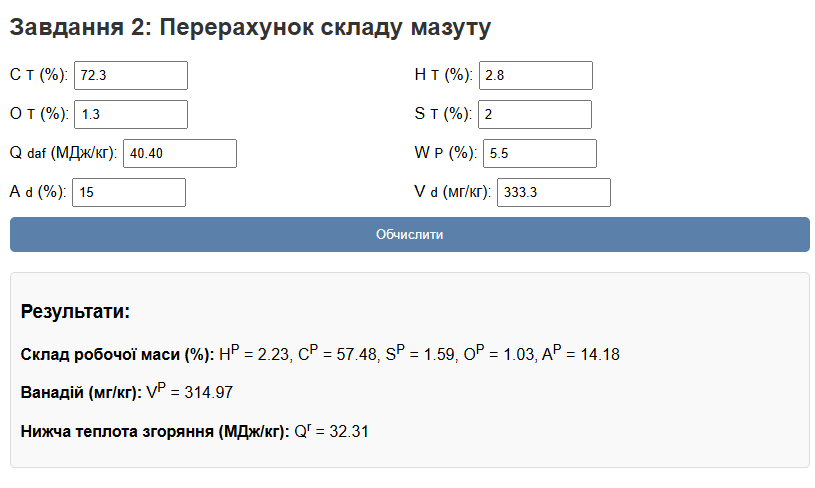 Завдання 2: Перерахунок складу мазуту
C T (%): 72.3 H T (%): 2.8
O T (%): 1.3 S T (%): 2
Q daf (МДж/кг): 40.40 W P (%): 5.5
A d (%): 15 V d (мг/кг): 333.3
Обчислити
Результати:
Склад робочої маси (%): H^P = 2.23, C^P = 57.48, S^P = 1.59, O^P = 1.03, A^P = 14.18
Ванадій (мг/кг): V^P = 314.97
Нижча теплота згоряння (МДж/кг): Q^r = 32.31